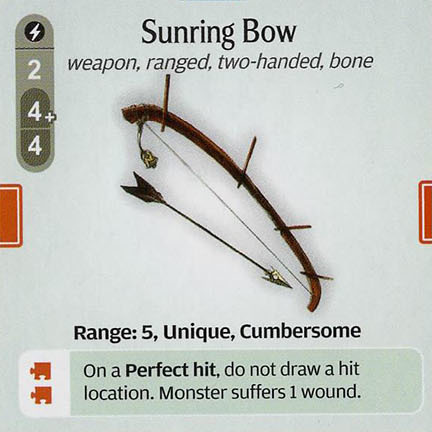 Sunring Bow
weapon, ranged, two-handed, bone
2
4+
4
Range: 5, Unique, Cumbersome
On a Perfect hit, do not draw a hit
location. Monster suffers 1 wound.